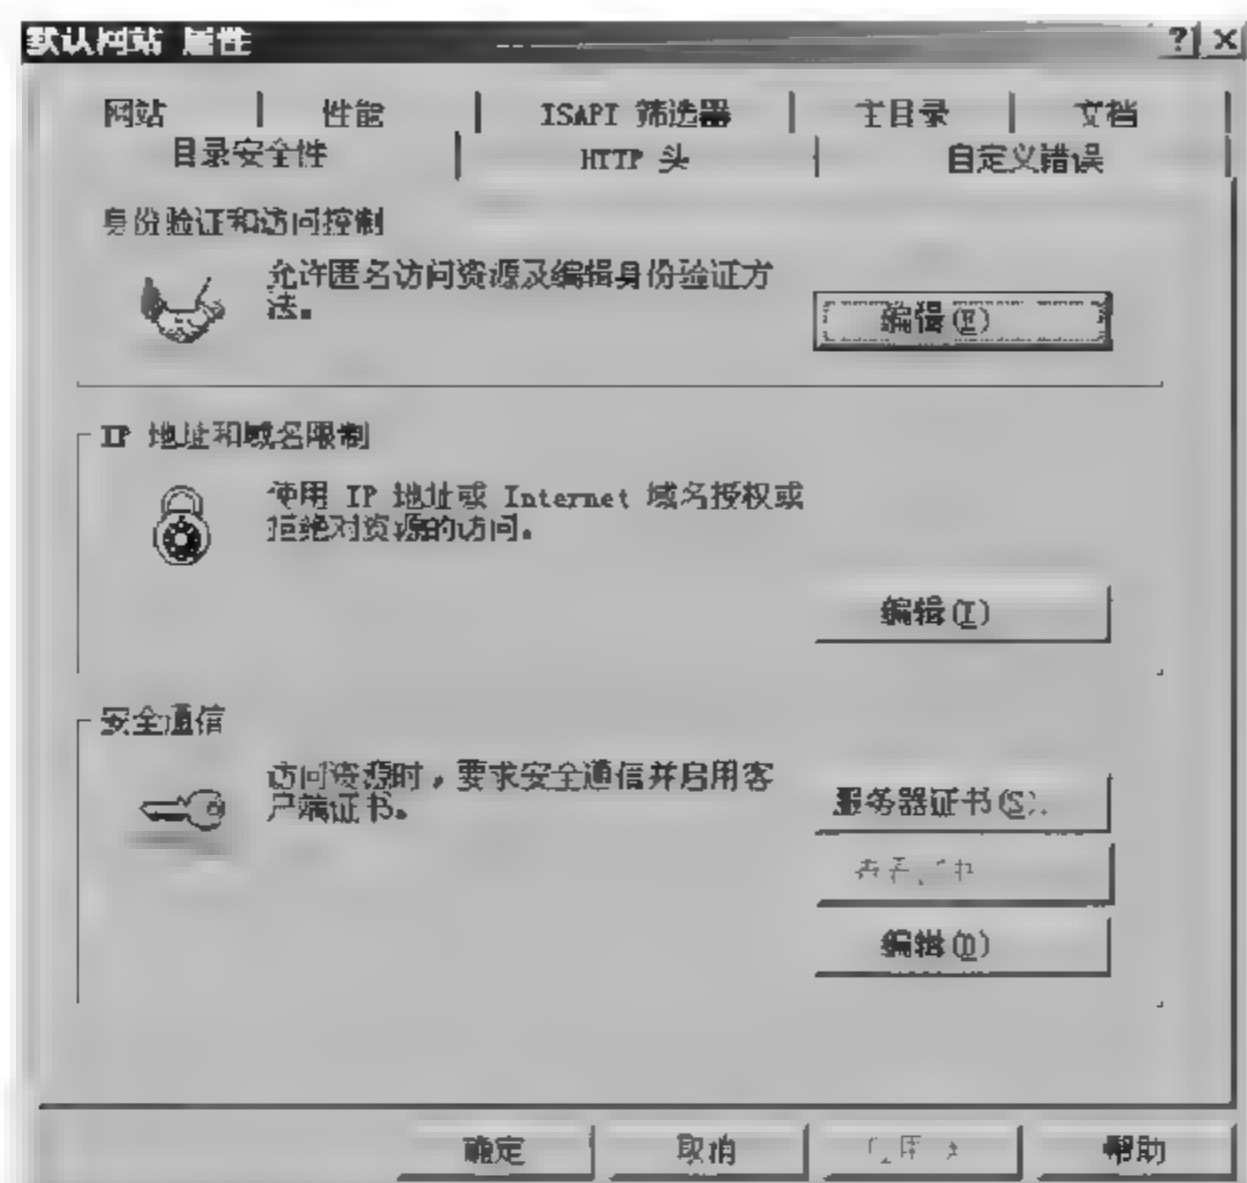 默认网站 属性
网站 性能 ISAPI 筛选器 主目录 文档
目录安全性 HTTP 头 自定义错误
身份验证和访问控制
允许匿名访问资源及编辑身份验证方
法。
编辑(E)
IP 地址和域名限制
使用 IP 地址或 Internet 域名授权或
拒绝对资源的访问。
编辑(I)
安全通信
访问资源时，要求安全通信并启用客
户端证书。
服务器证书(S).
编辑(D)
确定 取消 帮助